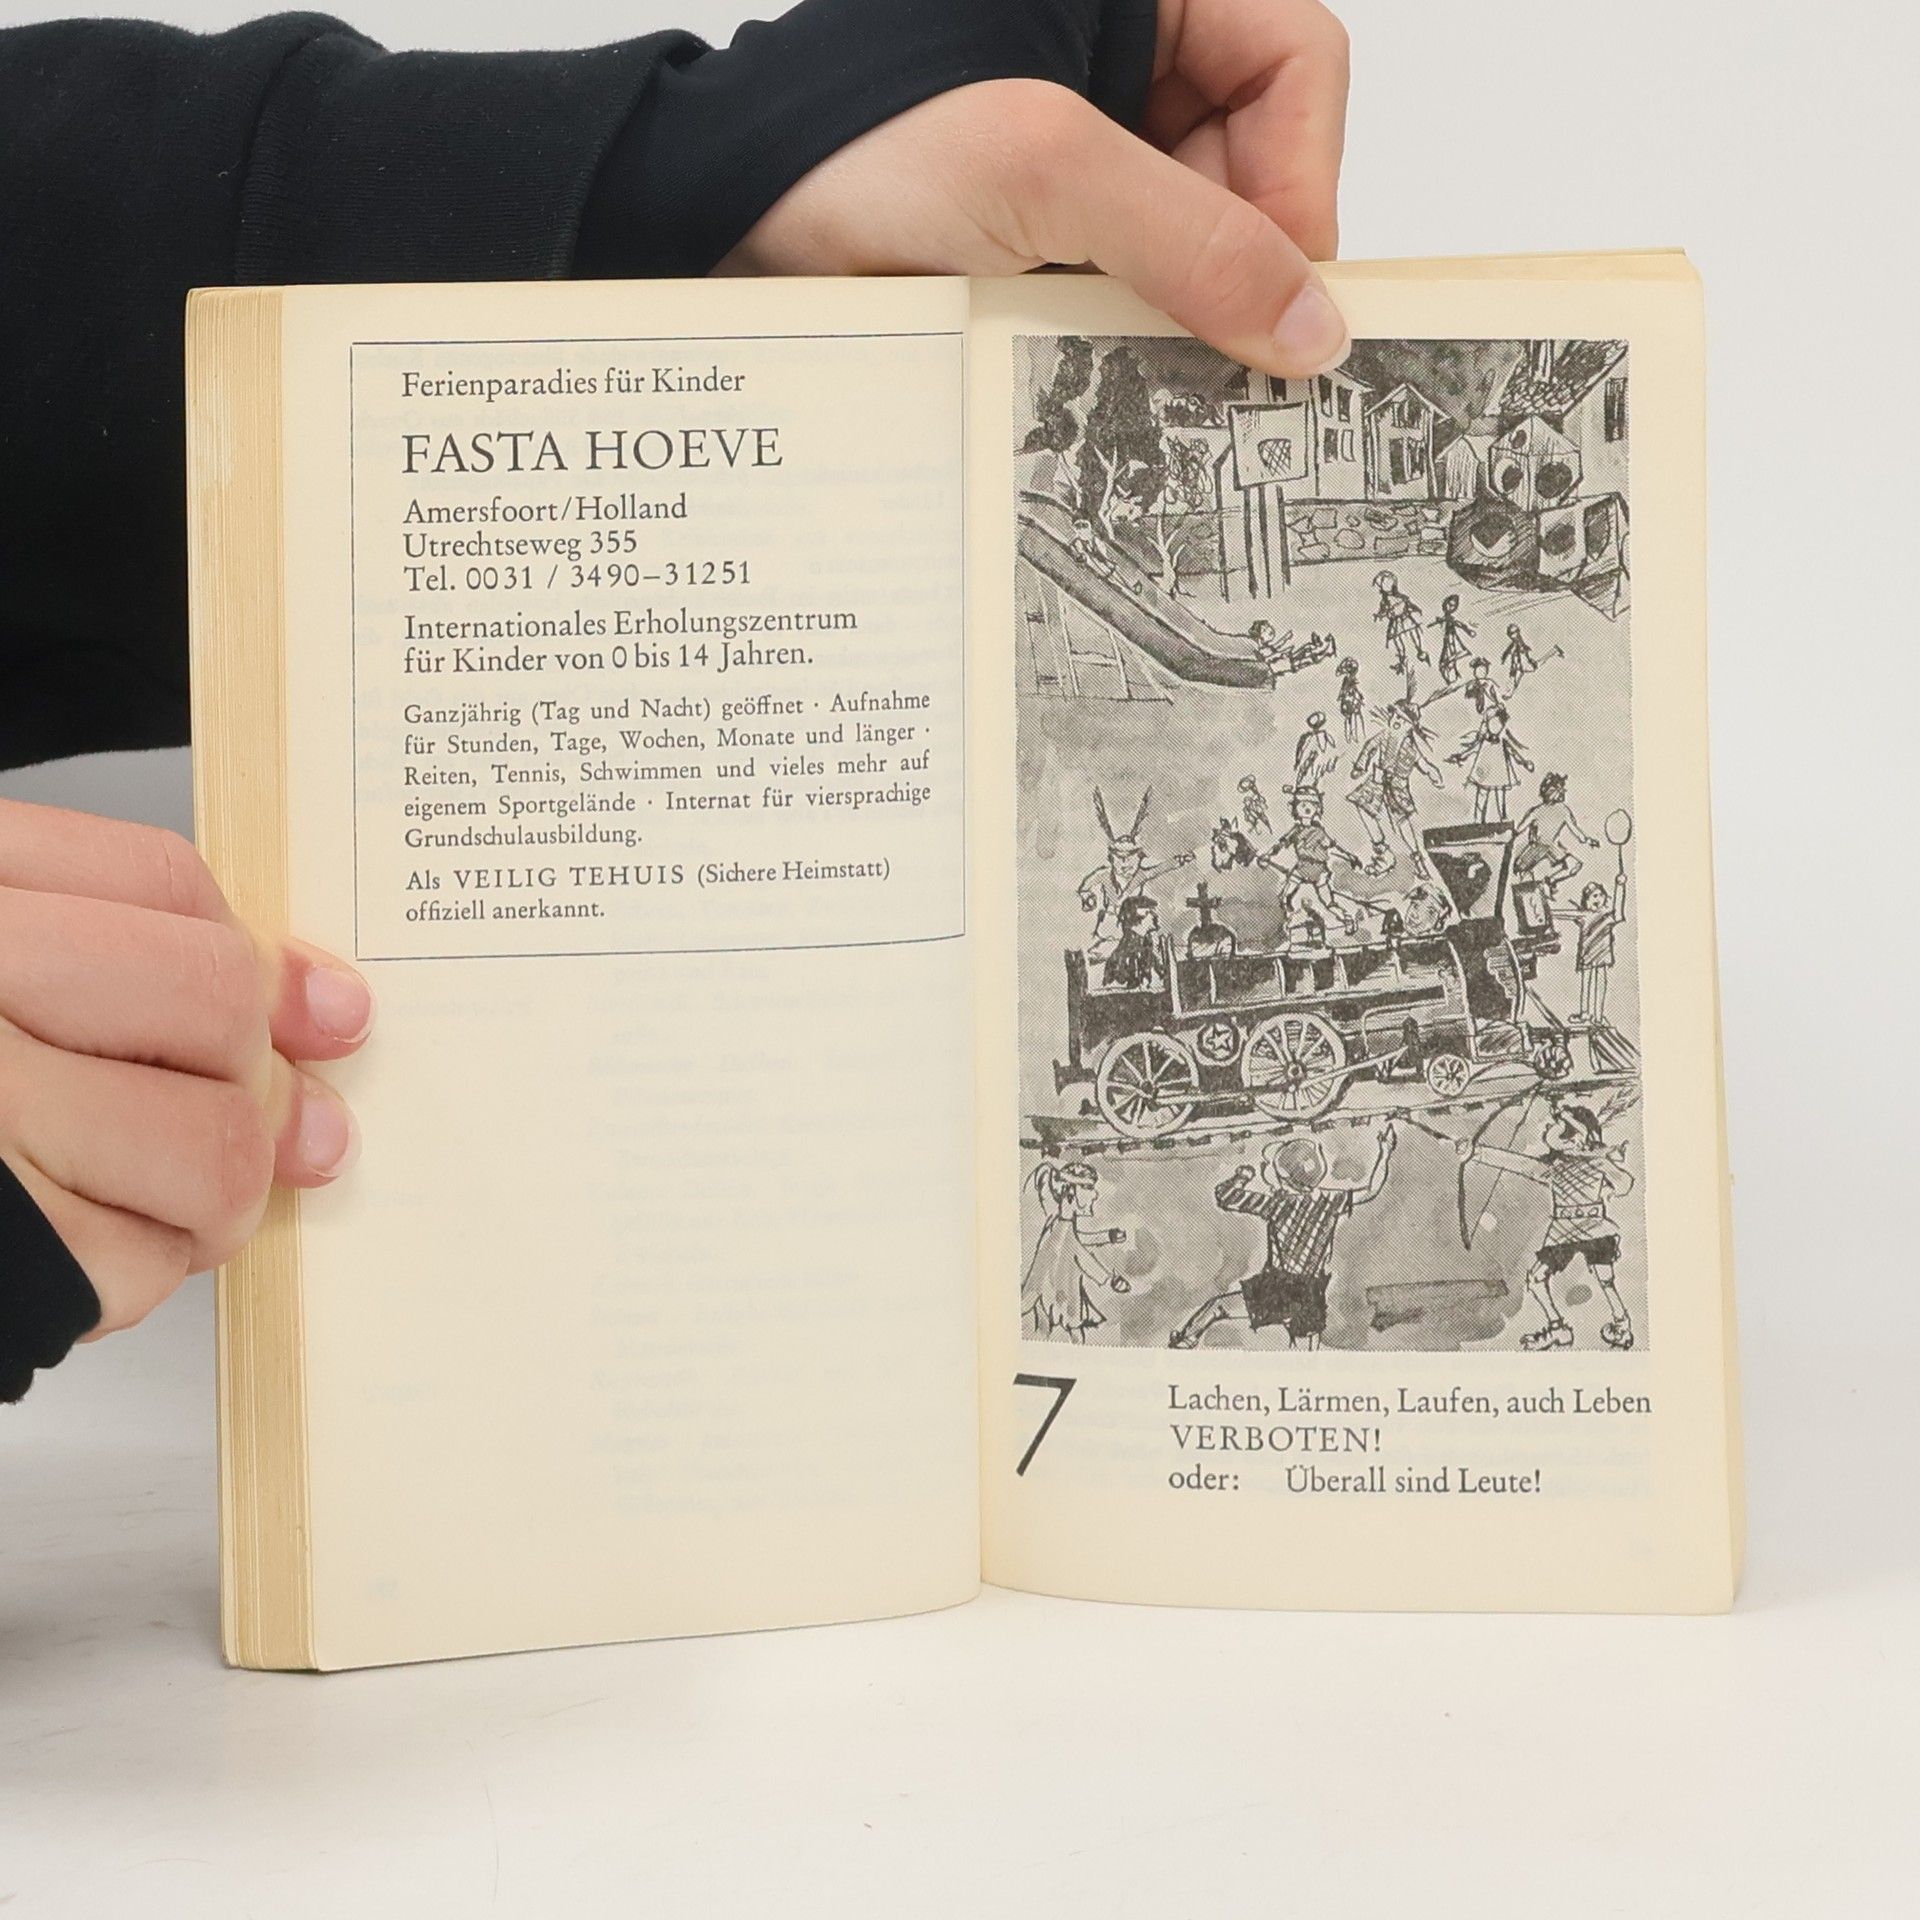 Ferienparadies für Kinder
FASTA HOEVE
Amersfoort/Holland
Utrechtseweg 355
Tel. 0031 / 3490–31251
Internationales Erholungszentrum
für Kinder von 0 bis 14 Jahren.
Ganzjährig (Tag und Nacht) geöffnet · Aufnahme
für Stunden, Tage, Wochen, Monate und länger ·
Reiten, Tennis, Schwimmen und vieles mehr auf
eigenem Sportgelände · Internat für viersprachige
Grundschulausbildung.
Als VEILIG TEHUIS (Sichere Heimstatt)
offiziell anerkannt.
7
Lachen, Lärmen, Laufen, auch Leben
VERBOTEN!
oder: Überall sind Leute!